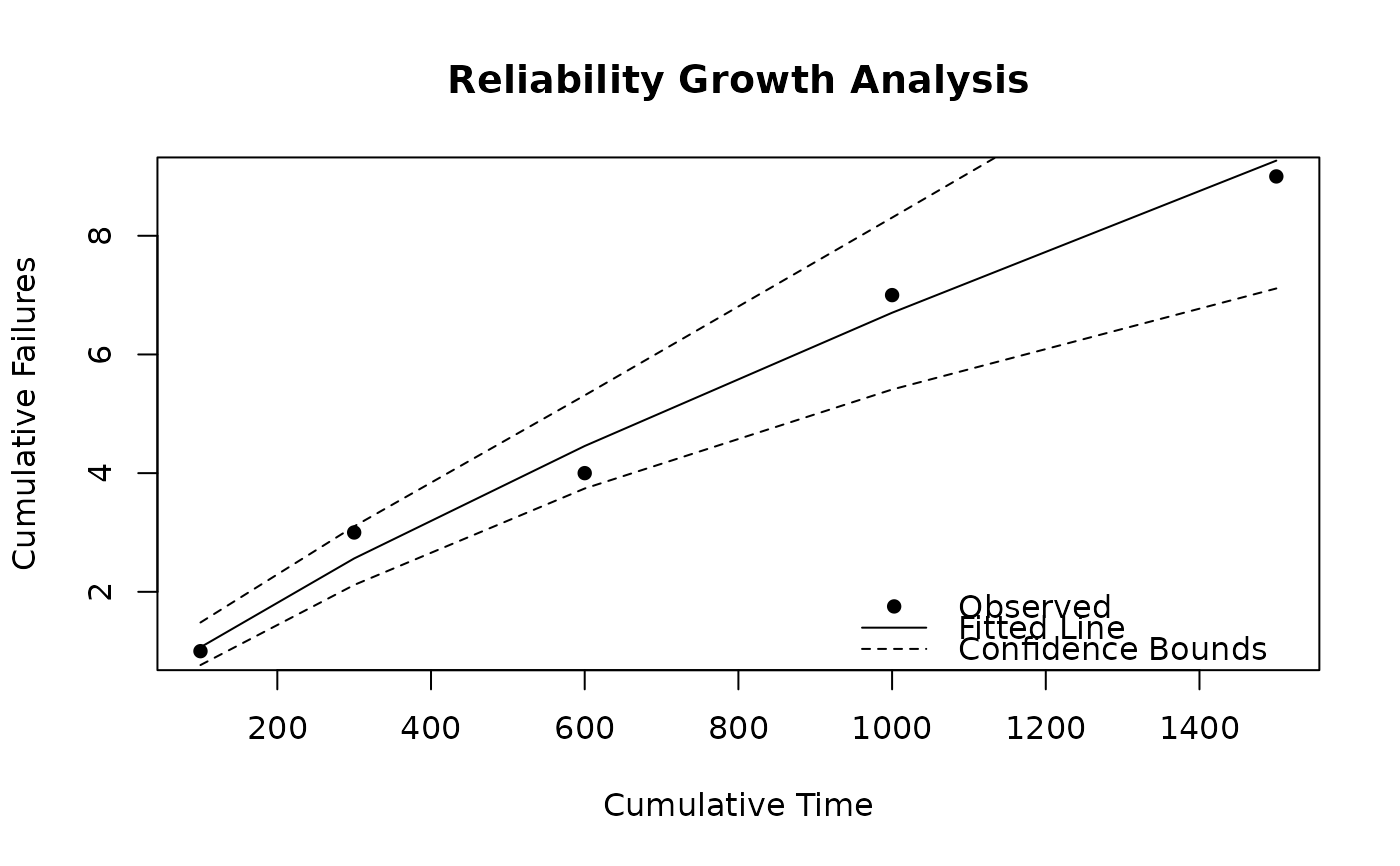 Reliability Growth Analysis
Cumulative Failures
8
6
4
2
Observed
Fitted Line
Confidence Bounds
200 400 600 800 1000 1200 1400
Cumulative Time